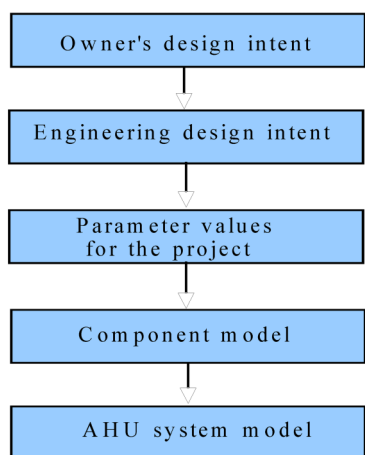 Owner's design intent
Engineering design intent
Parameter values
for the project
Component model
AHU system model